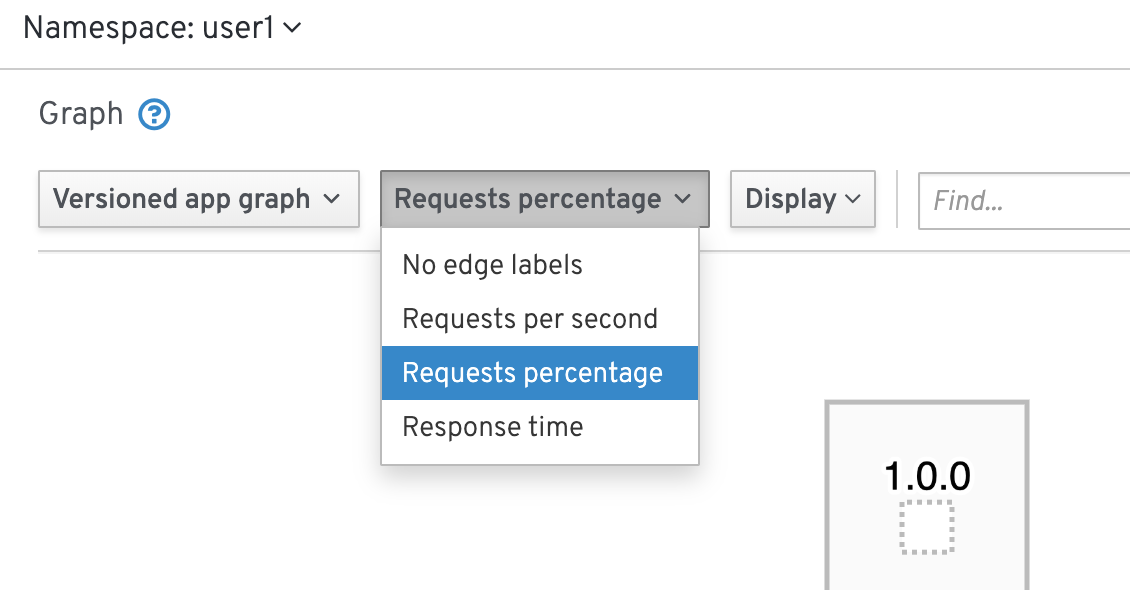 Namespace: user1
Graph ?
Versioned app graph
Requests percentage
Display
Find...
No edge labels
Requests per second
Requests percentage
Response time
1.0.0